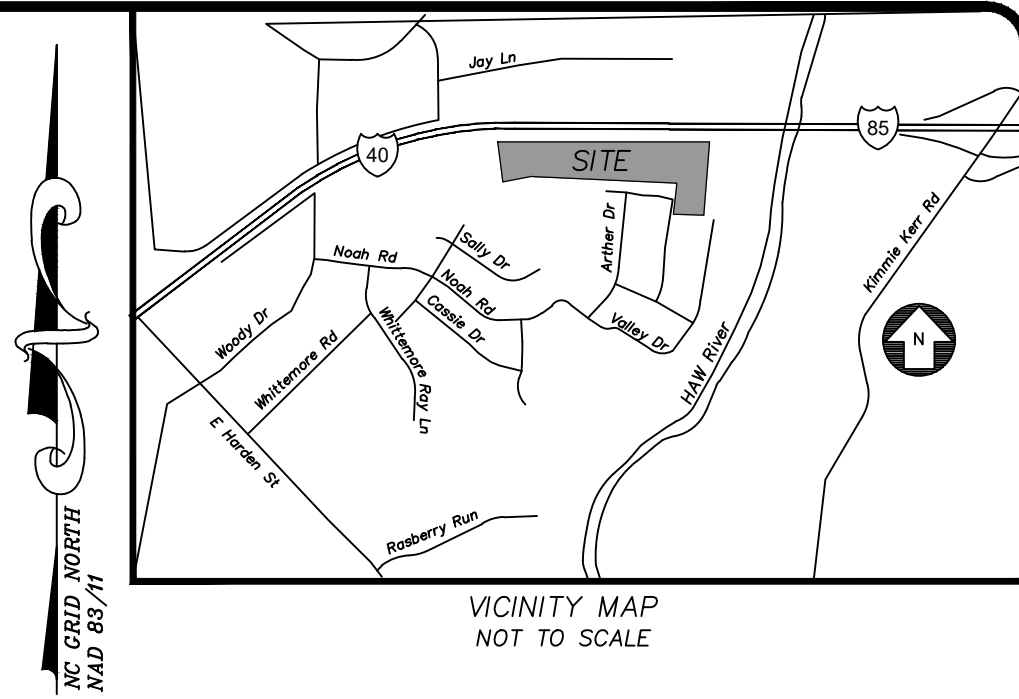 Jay Ln
40
85
SITE
Kimmie Kerr Rd
Arther Dr
Sally Dr
Noah Rd
Noah Rd
Cassie Dr
Woody Dr
Whittemore Rd
Whittemore Ray Ln
Valley Dr
HAW River
N
E Harden St
Rasberry Run
NC GRID NORTH
NAD 83/11
VICINITY MAP
NOT TO SCALE